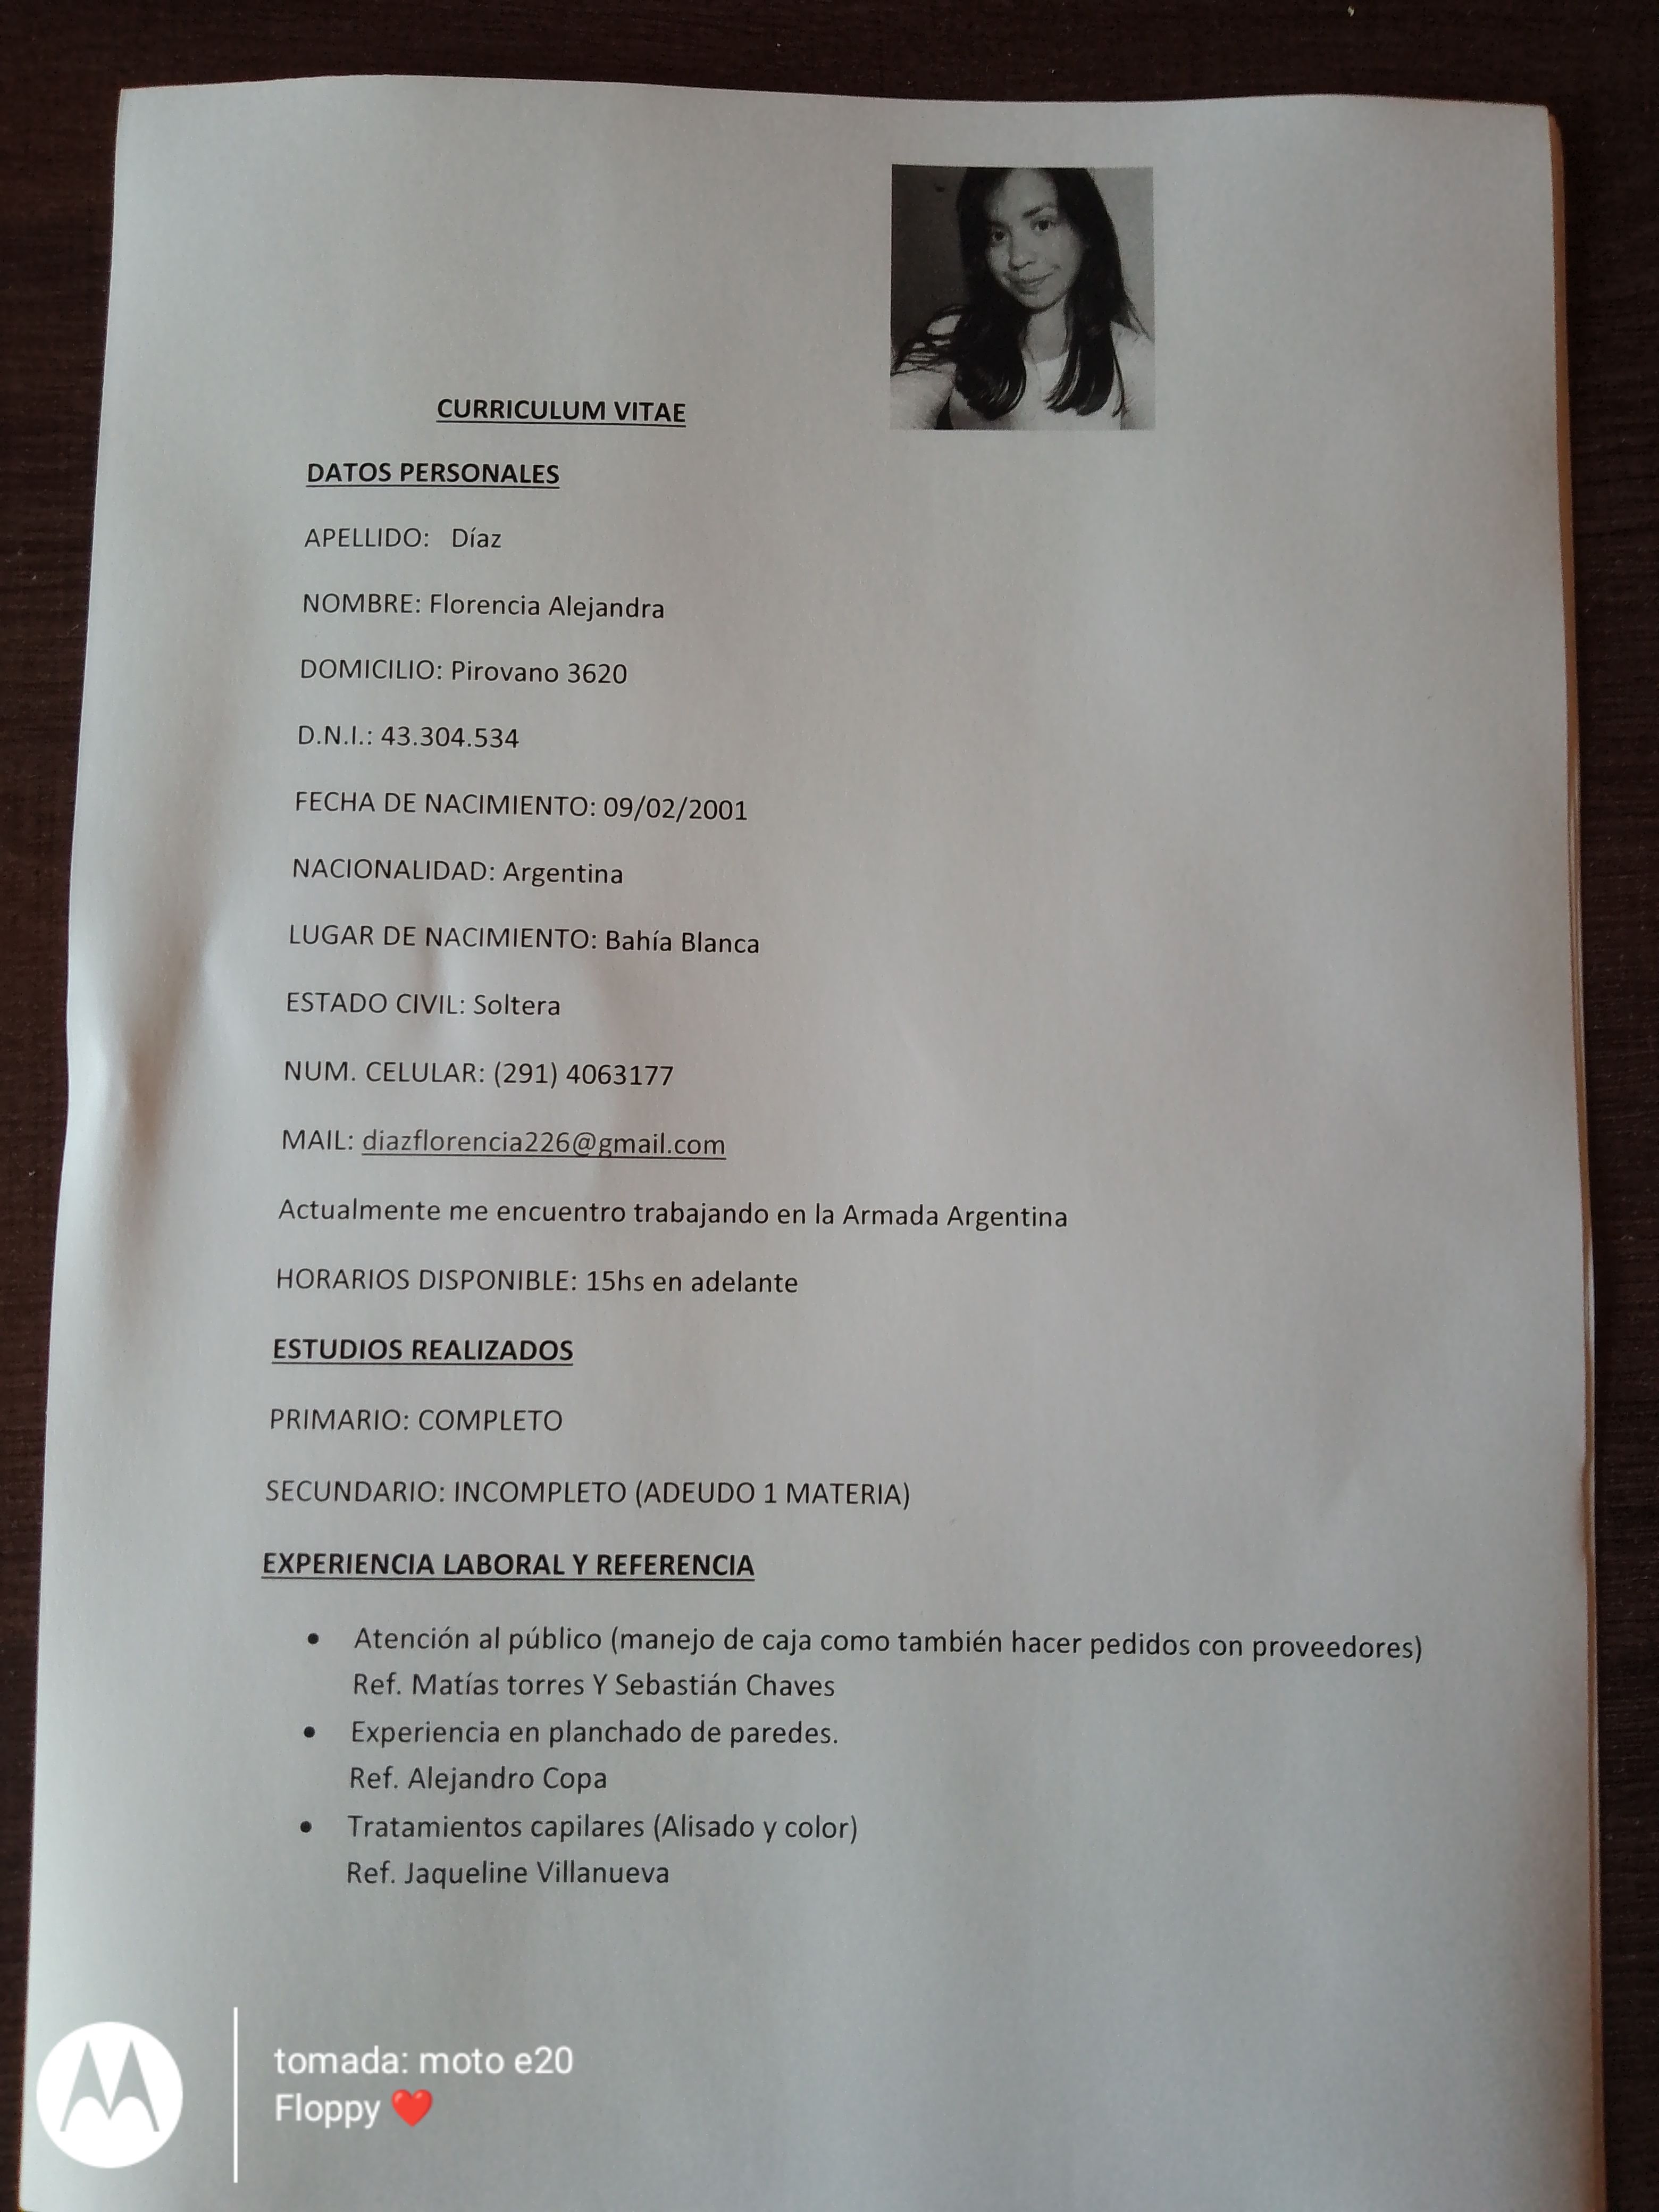 CURRICULUM VITAE
DATOS PERSONALES
APELLIDO: Díaz
NOMBRE: Florencia Alejandra
DOMICILIO: Pirovano 3620
D.N.I.: 43.304.534
FECHA DE NACIMIENTO: 09/02/2001
NACIONALIDAD: Argentina
LUGAR DE NACIMIENTO: Bahía Blanca
ESTADO CIVIL: Soltera
NUM. CELULAR: (291) 4063177
MAIL: diazflorencia226@gmail.com
Actualmente me encuentro trabajando en la Armada Argentina
HORARIOS DISPONIBLE: 15hs en adelante
ESTUDIOS REALIZADOS
PRIMARIO: COMPLETO
SECUNDARIO: INCOMPLETO (ADEUDO 1 MATERIA)
EXPERIENCIA LABORAL Y REFERENCIA
• Atención al público (manejo de caja como también hacer pedidos con proveedores)
Ref. Matías torres Y Sebastián Chaves
• Experiencia en planchado de paredes.
Ref. Alejandro Copa
• Tratamientos capilares (Alisado y color)
Ref. Jaqueline Villanueva
tomada: moto e20
Floppy ❤️